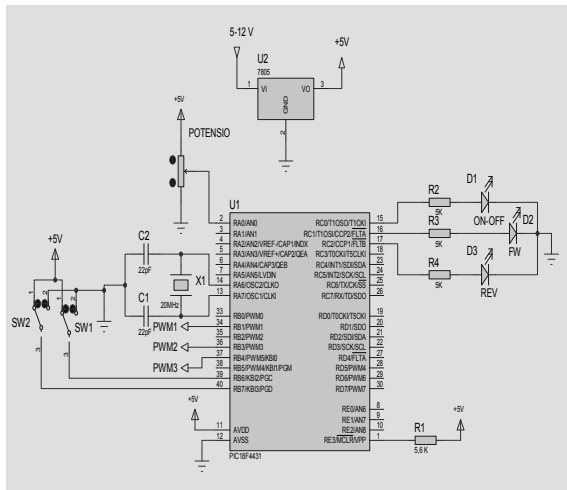 5-12 V
U2
7805
+5V
1 VI VO 3
GND
2
+5V
POTENSIO
U1
2 RA0/AN0
3 RA1/AN1
4 RA2/AN2/VREF-/CAP1/INDX
5 RA3/AN3/VREF+/CAP2/QEA
6 RA4/AN4/CAP3/QEB
7 RA5/AN5/LVDIN
14 RA6/OSC2/CLKO
13 RA7/OSC1/CLKI
33 RB0/PWM0
34 RB1/PWM1
35 RB2/PWM2
36 RB3/PWM3
37 RB4/PWM5/KBI0
38 RB5/PWM4/KBI1/PGM
39 RB6/KBI2/PGC
40 RB7/KBI3/PGD
11 AVDD
12 AVSS
PIC18F4431
RC0/T1OSO/T1CKI 15
RC1/T1OSI/CCP2/FLTA 16
RC2/CCP1/FLTB 17
RC3/T0CKI/T5CLKI 18
RC4/INT1/SDI/SDA 23
RC5/INT2/SCK/SCL 24
RC6/TX/CK/SS 25
RC7/RX/TD/SDO 26
RD0/T0CKI/T5CKI 19
RD1/SDO 20
RD2/SDI/SDA 21
RD3/SCK/SCL 22
RD4/FLTA 27
RD5/PWM4 28
RD6/PWM6 29
RD7/PWM7 30
RE0/AN6 8
RE1/AN7 9
RE2/AN8 10
RE3/MCLR/VPP 1
R2
5K
D1
ON-OFF
R3
5K
D2
FW
R4
5K
D3
REV
C2
22pF
X1
20MHz
C1
22pF
+5V
1
2
3
SW2
1
2
3
SW1
PWM1
PWM2
PWM3
+5V
R1
5,6 K
+5V